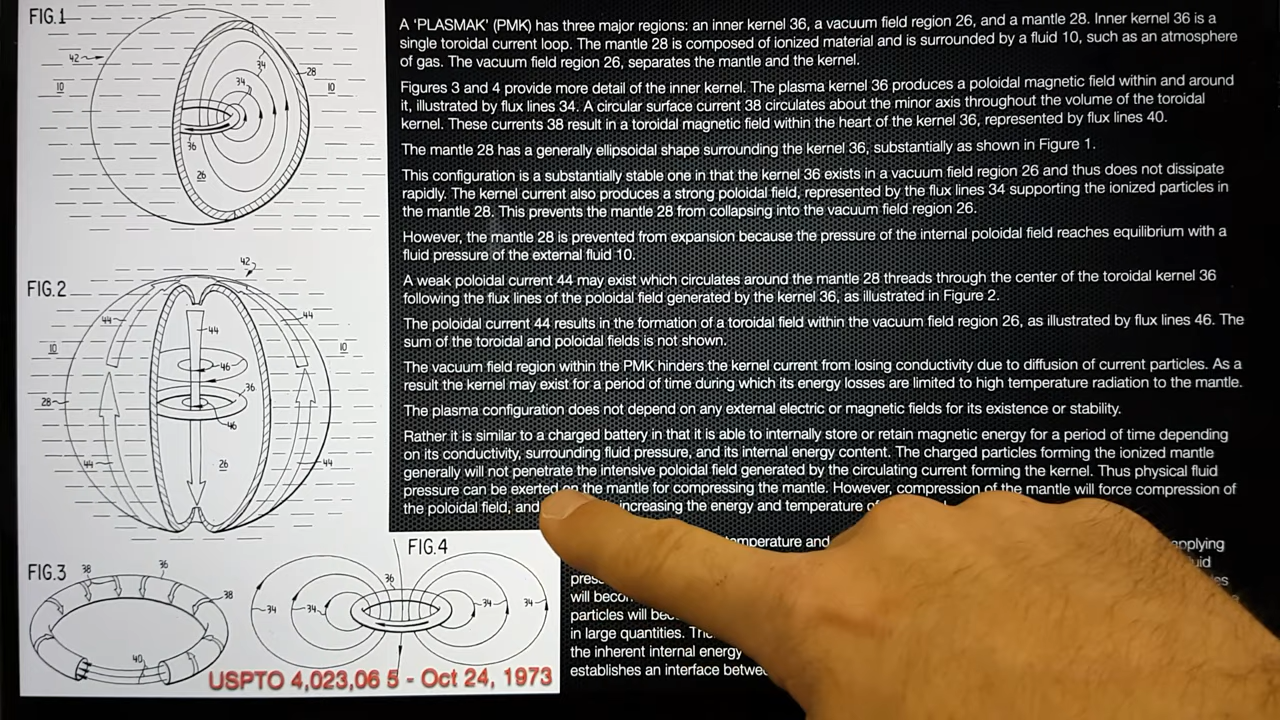 FIG.1
42
10
34
34
28
10
36
26
FIG.2
42
44
44
44
10
10
46
36
28
46
44
26
44
FIG.3
38
36
38
40
FIG.4
36
34
34
34
34
USPTO 4,023,06 5 - Oct 24, 1973
A 'PLASMAK' (PMK) has three major regions: an inner kernel 36, a vacuum field region 26, and a mantle 28. Inner kernel 36 is a
single toroidal current loop. The mantle 28 is composed of ionized material and is surrounded by a fluid 10, such as an atmosphere
of gas. The vacuum field region 26, separates the mantle and the kernel.
Figures 3 and 4 provide more detail of the inner kernel. The plasma kernel 36 produces a poloidal magnetic field within and around
it, illustrated by flux lines 34. A circular surface current 38 circulates about the minor axis throughout the volume of the toroidal
kernel. These currents 38 result in a toroidal magnetic field within the heart of the kernel 36, represented by flux lines 40.
The mantle 28 has a generally ellipsoidal shape surrounding the kernel 36, substantially as shown in Figure 1.
This configuration is a substantially stable one in that the kernel 36 exists in a vacuum field region 26 and thus does not dissipate
rapidly. The kernel current also produces a strong poloidal field, represented by the flux lines 34 supporting the ionized particles in
the mantle 28. This prevents the mantle 28 from collapsing into the vacuum field region 26.
However, the mantle 28 is prevented from expansion because the pressure of the internal poloidal field reaches equilibrium with a
fluid pressure of the external fluid 10.
A weak poloidal current 44 may exist which circulates around the mantle 28 threads through the center of the toroidal kernel 36
following the flux lines of the poloidal field generated by the kernel 36, as illustrated in Figure 2.
The poloidal current 44 results in the formation of a toroidal field within the vacuum field region 26, as illustrated by flux lines 46. The
sum of the toroidal and poloidal fields is not shown.
The vacuum field region within the PMK hinders the kernel current from losing conductivity due to diffusion of current particles. As a
result the kernel may exist for a period of time during which its energy losses are limited to high temperature radiation to the mantle.
The plasma configuration does not depend on any external electric or magnetic fields for its existence or stability.
Rather it is similar to a charged battery in that it is able to internally store or retain magnetic energy for a period of time depending
on its conductivity, surrounding fluid pressure, and its internal energy content. The charged particles forming the ionized mantle
generally will not penetrate the intensive poloidal field generated by the circulating current forming the kernel. Thus physical fluid
pressure can be exerted on the mantle for compressing the mantle. However, compression of the mantle will force compression of
the poloidal field, and increasing the energy and temperature
temperature and applying
will
particles will
in large quantities.
the inherent internal energy
establishes an interface